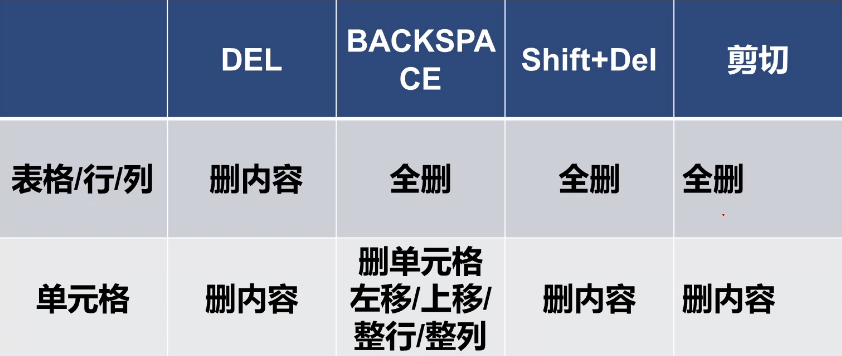 DEL
BACKSPA
CE
Shift+Del
剪切
表格/行/列
删内容
全删
全删
全删
单元格
删内容
删单元格
左移/上移/
整行/整列
删内容
删内容